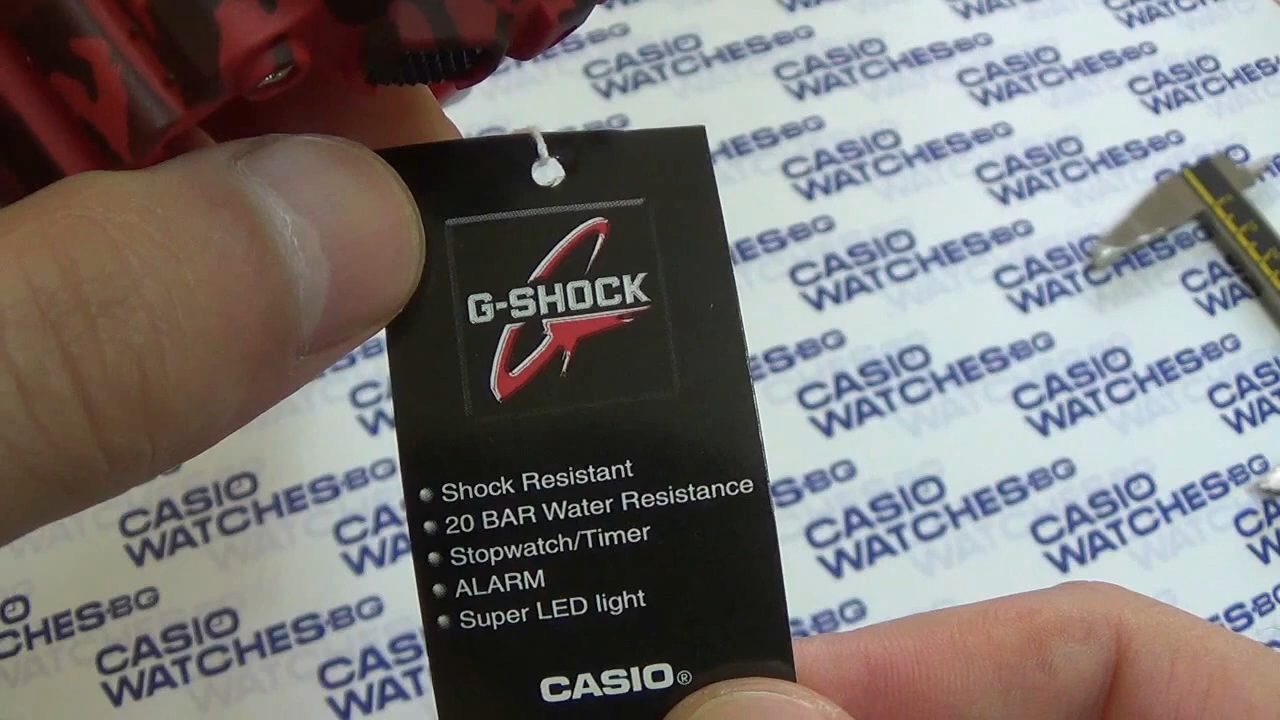 G-SHOCK
Shock Resistant
20 BAR Water Resistance
Stopwatch/Timer
ALARM
Super LED light
CASIO®
CASIO
WATCHES-BG